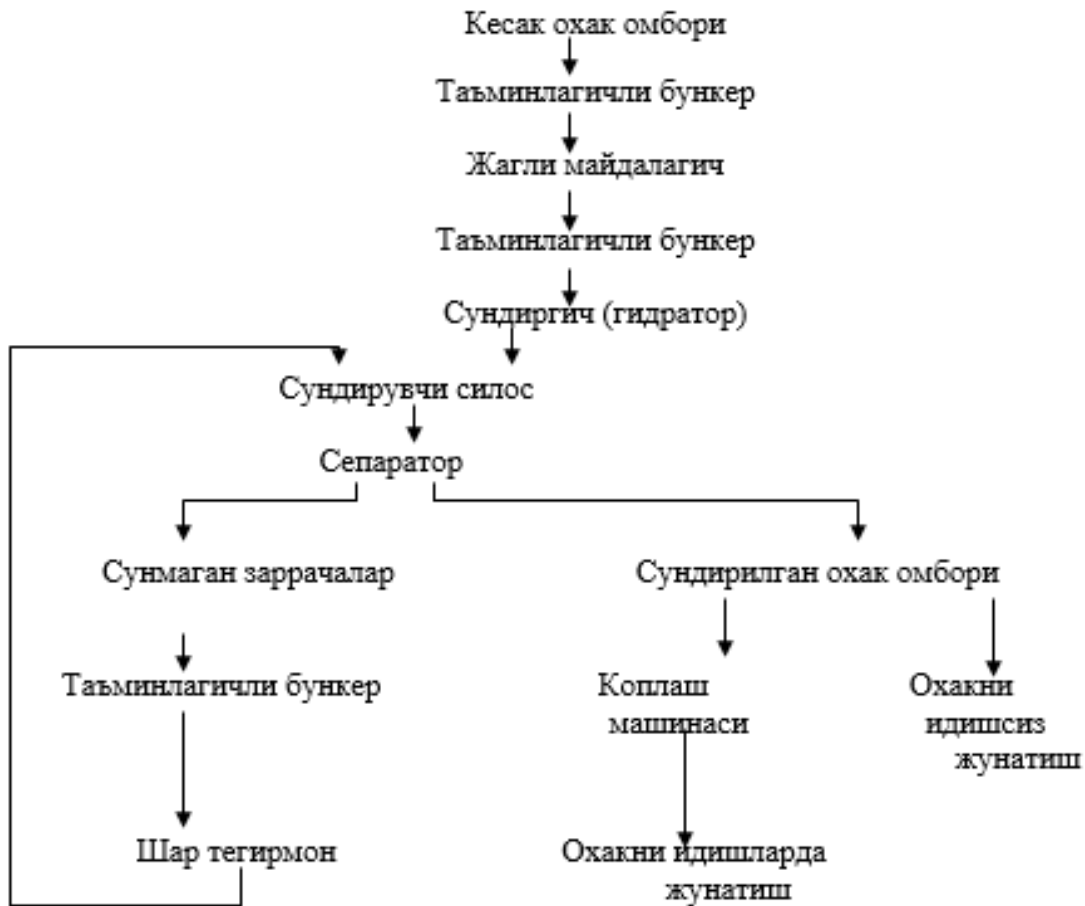 Кесак охак омбори
Таъминлагичли бункер
Жагли майдалагич
Таъминлагичли бункер
Сундиргич (гидратор)
Сундирувчи силос
Сепаратор
Сунмаган заррачалар
Сундирилган охак омбори
Таъминлагичли бункер
Коплаш
машинаси
Охакни
идишсиз
жунатиш
Шар тегирмон
Охакни идишларда
жунатиш